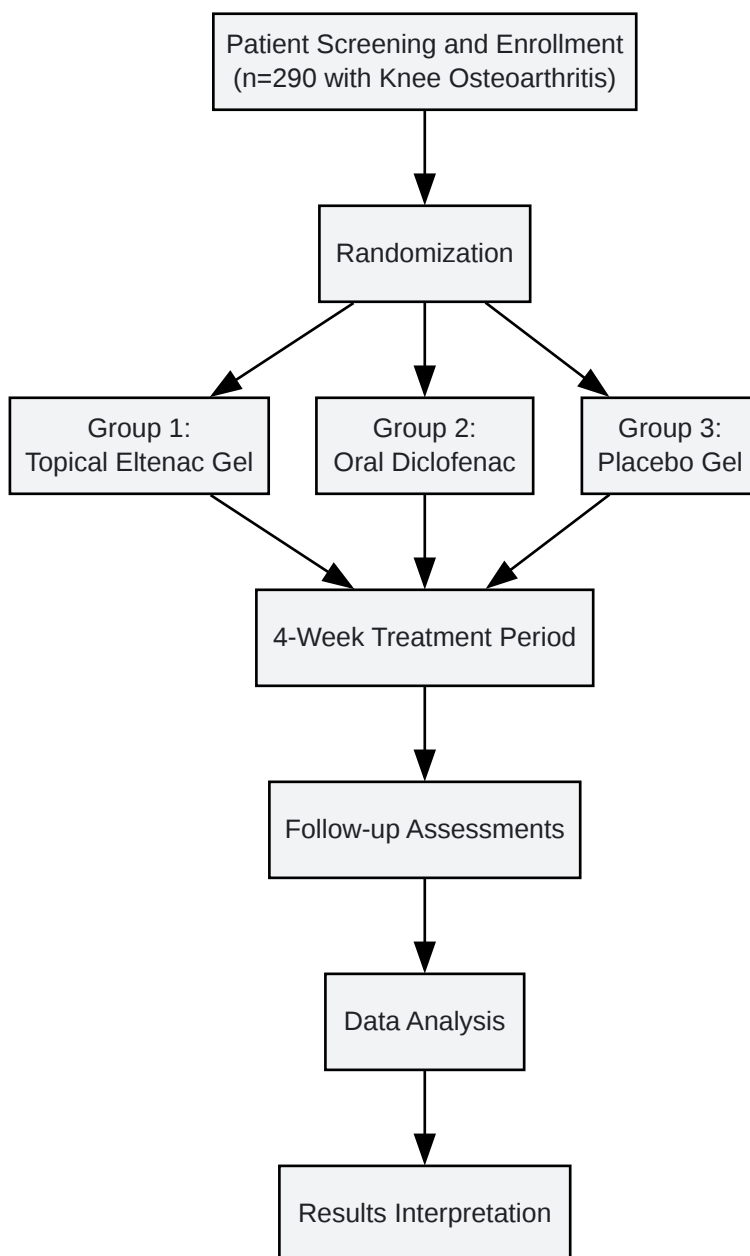 Patient Screening and Enrollment
(n=290 with Knee Osteoarthritis)
Randomization
Group 1:
Topical Eltenac Gel
Group 2:
Oral Diclofenac
Group 3:
Placebo Gel
4-Week Treatment Period
Follow-up Assessments
Data Analysis
Results Interpretation